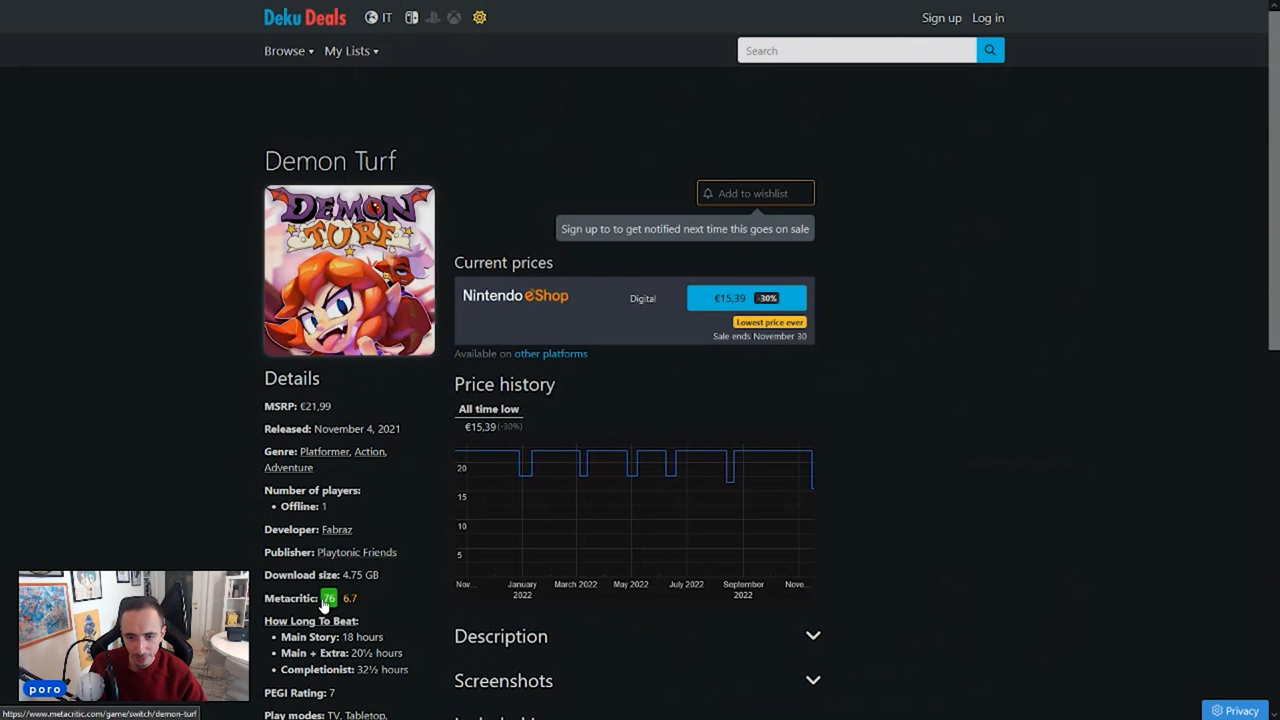 Deku Deals IT Sign up Log in
Browse My Lists Search
Demon Turf
DEMON
TURF
Add to wishlist
Sign up to to get notified next time this goes on sale
Current prices
Nintendo eShop Digital €15,39 -30%
Lowest price ever
Sale ends November 30
Available on other platforms
Details
MSRP: €21,99
Released: November 4, 2021
Genre: Platformer, Action,
Adventure
Number of players:
• Offline: 1
Developer: Fabraz
Publisher: Playtonic Friends
Download size: 4.75 GB
Metacritic: 76 6.7
How Long To Beat:
• Main Story: 18 hours
• Main + Extra: 20½ hours
• Completionist: 32½ hours
PEGI Rating: 7
Play modes: TV, Tabletop,
Price history
All time low
€15,39 (-30%)
20
15
10
5
Nov... January 2022 March 2022 May 2022 July 2022 September 2022 Nove...
Description
Screenshots
poro
https://www.metacritic.com/game/switch/demon-turf
Privacy